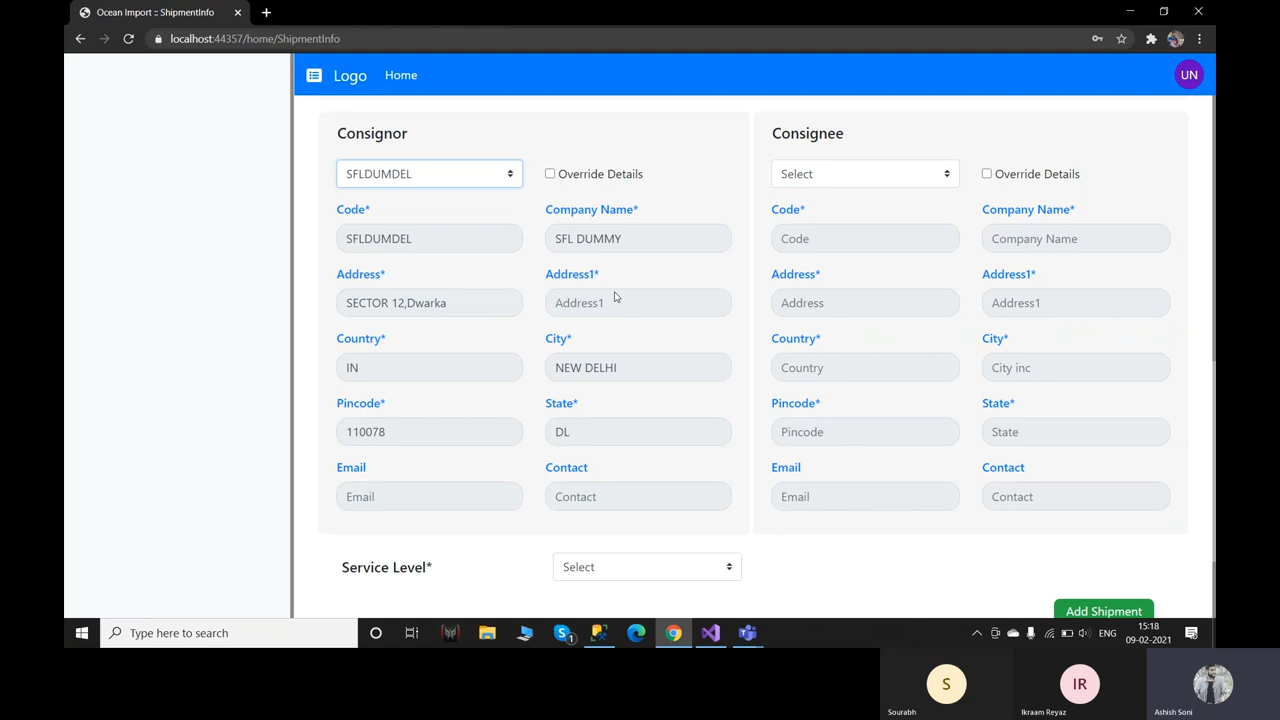 Ocean Import :: ShipmentInfo
localhost:44357/home/ShipmentInfo
Logo
Home
UN
Consignor
SFLDUMDEL
Override Details
Code*
Company Name*
SFLDUMDEL
SFL DUMMY
Address*
Address1*
SECTOR 12,Dwarka
Address1
Country*
City*
IN
NEW DELHI
Pincode*
State*
110078
DL
Email
Contact
Email
Contact
Consignee
Select
Override Details
Code*
Company Name*
Code
Company Name
Address*
Address1*
Address
Address1
Country*
City*
Country
City inc
Pincode*
State*
Pincode
State
Email
Contact
Email
Contact
Service Level*
Select
Add Shipment
Type here to search
S
1
ENG
15:18
09-02-2021
S
Sourabh
IR
Ikraam Reyaz
Ashish Soni